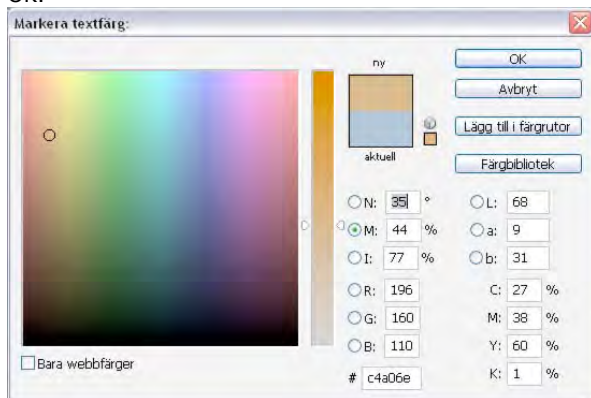 OK.
Markera textfärg:
ny
aktuell
OK
Avbryt
Lägg till i färgrutor
Färgbibliotek
N: 35 °
L: 68
M: 44 %
a: 9
I: 77 %
b: 31
R: 196
C: 27 %
G: 160
M: 38 %
B: 110
Y: 60 %
# c4a06e
K: 1 %
Bara webbfärger